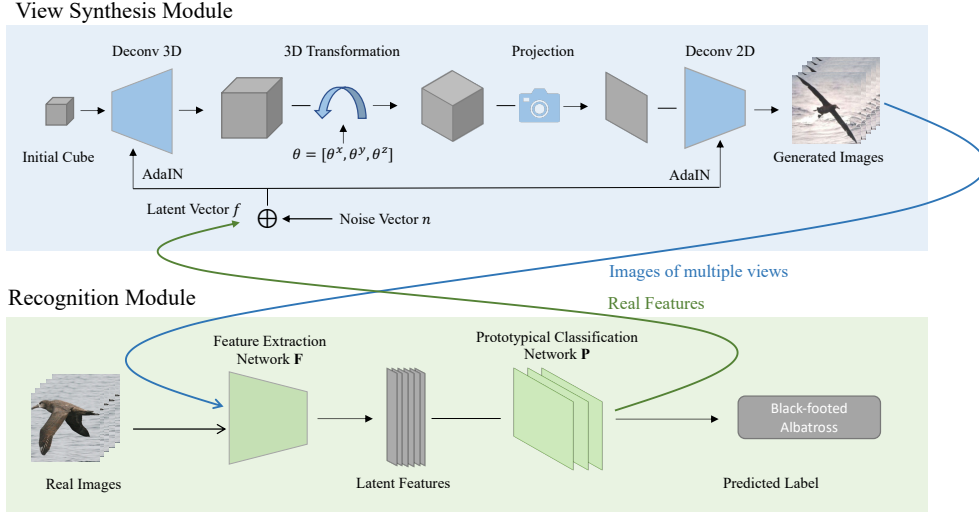 View Synthesis Module
Deconv 3D
3D Transformation
Projection
Deconv 2D
Initial Cube
θ = [θ^x, θ^y, θ^z]
Generated Images
AdaIN
AdaIN
Latent Vector f
Noise Vector n
Images of multiple views
Real Features
Recognition Module
Feature Extraction
Network F
Prototypical Classification
Network P
Black-footed
Albatross
Real Images
Latent Features
Predicted Label